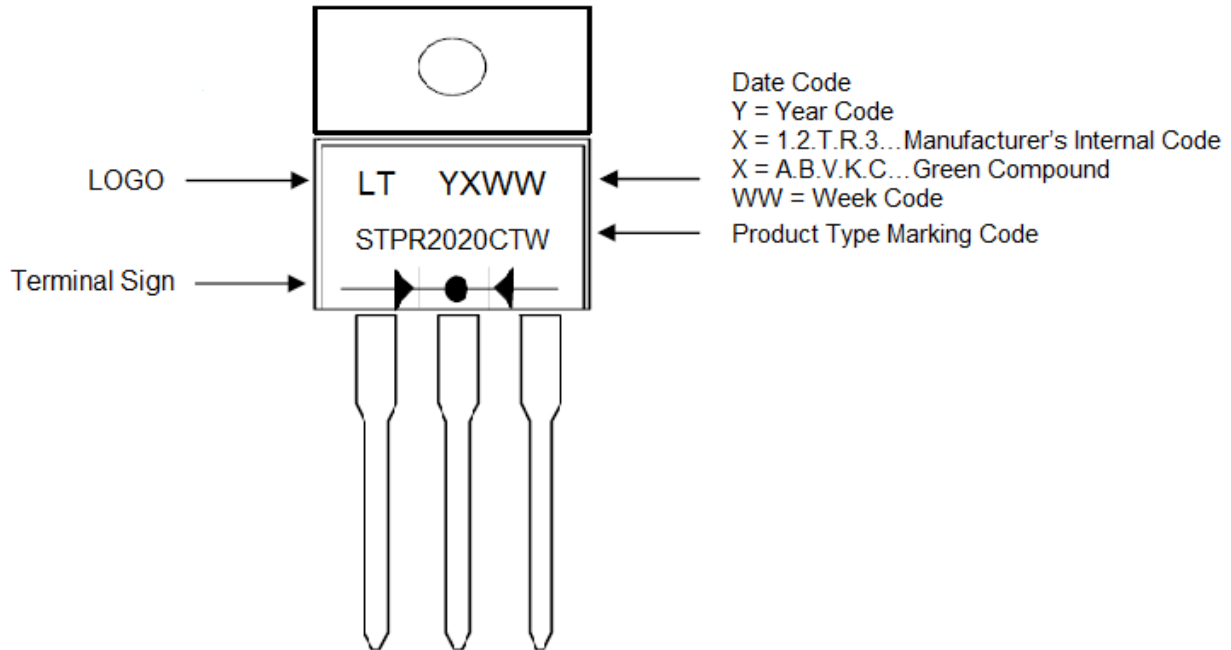 Date Code
Y = Year Code
X = 1.2.T.R.3...Manufacturer's Internal Code
X = A.B.V.K.C...Green Compound
WW = Week Code
LOGO
LT YXWW
STPR2020CTW
Product Type Marking Code
Terminal Sign